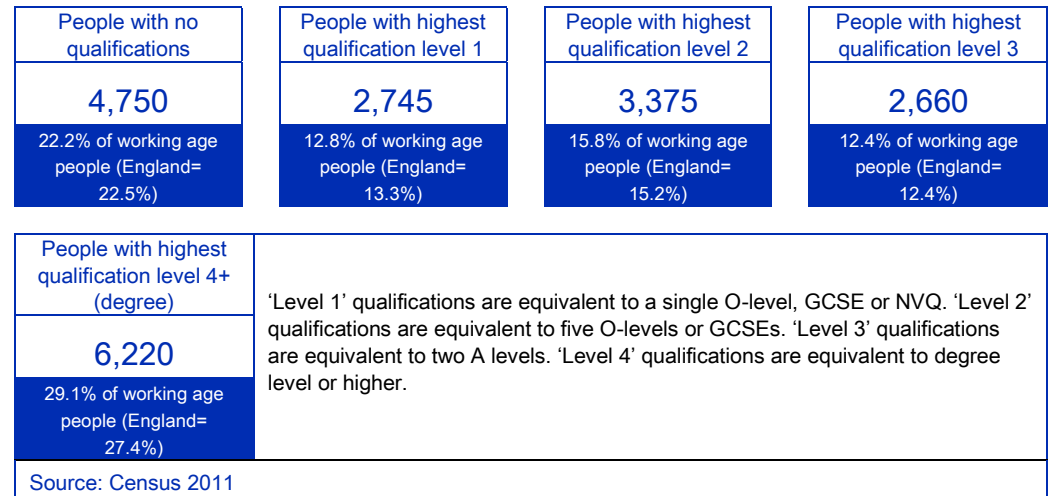 People with no
qualifications
4,750
22.2% of working age
people (England=
22.5%)
People with highest
qualification level 1
2,745
12.8% of working age
people (England=
13.3%)
People with highest
qualification level 2
3,375
15.8% of working age
people (England=
15.2%)
People with highest
qualification level 3
2,660
12.4% of working age
people (England=
12.4%)
People with highest
qualification level 4+
(degree)
6,220
29.1% of working age
people (England=
27.4%)
‘Level 1’ qualifications are equivalent to a single O-level, GCSE or NVQ. ‘Level 2’
qualifications are equivalent to five O-levels or GCSEs. ‘Level 3’ qualifications
are equivalent to two A levels. ‘Level 4’ qualifications are equivalent to degree
level or higher.
Source: Census 2011